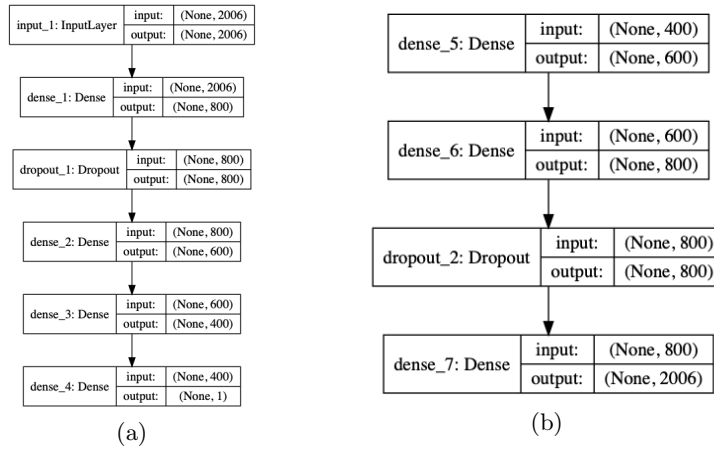 input_1: InputLayer
input: (None, 2006)
output: (None, 2006)
dense_1: Dense
input: (None, 2006)
output: (None, 800)
dropout_1: Dropout
input: (None, 800)
output: (None, 800)
dense_2: Dense
input: (None, 800)
output: (None, 600)
dense_3: Dense
input: (None, 600)
output: (None, 400)
dense_4: Dense
input: (None, 400)
output: (None, 1)
(a)
dense_5: Dense
input: (None, 400)
output: (None, 600)
dense_6: Dense
input: (None, 600)
output: (None, 800)
dropout_2: Dropout
input: (None, 800)
output: (None, 800)
dense_7: Dense
input: (None, 800)
output: (None, 2006)
(b)